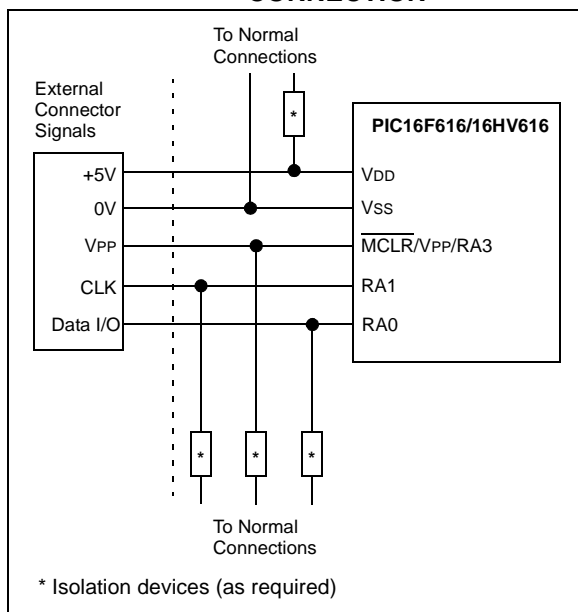 To Normal
Connections
External
Connector
Signals
*
PIC16F616/16HV616
+5V
VDD
0V
VSS
VPP
MCLR/VPP/RA3
CLK
RA1
Data I/O
RA0
* * *
To Normal
Connections
* Isolation devices (as required)